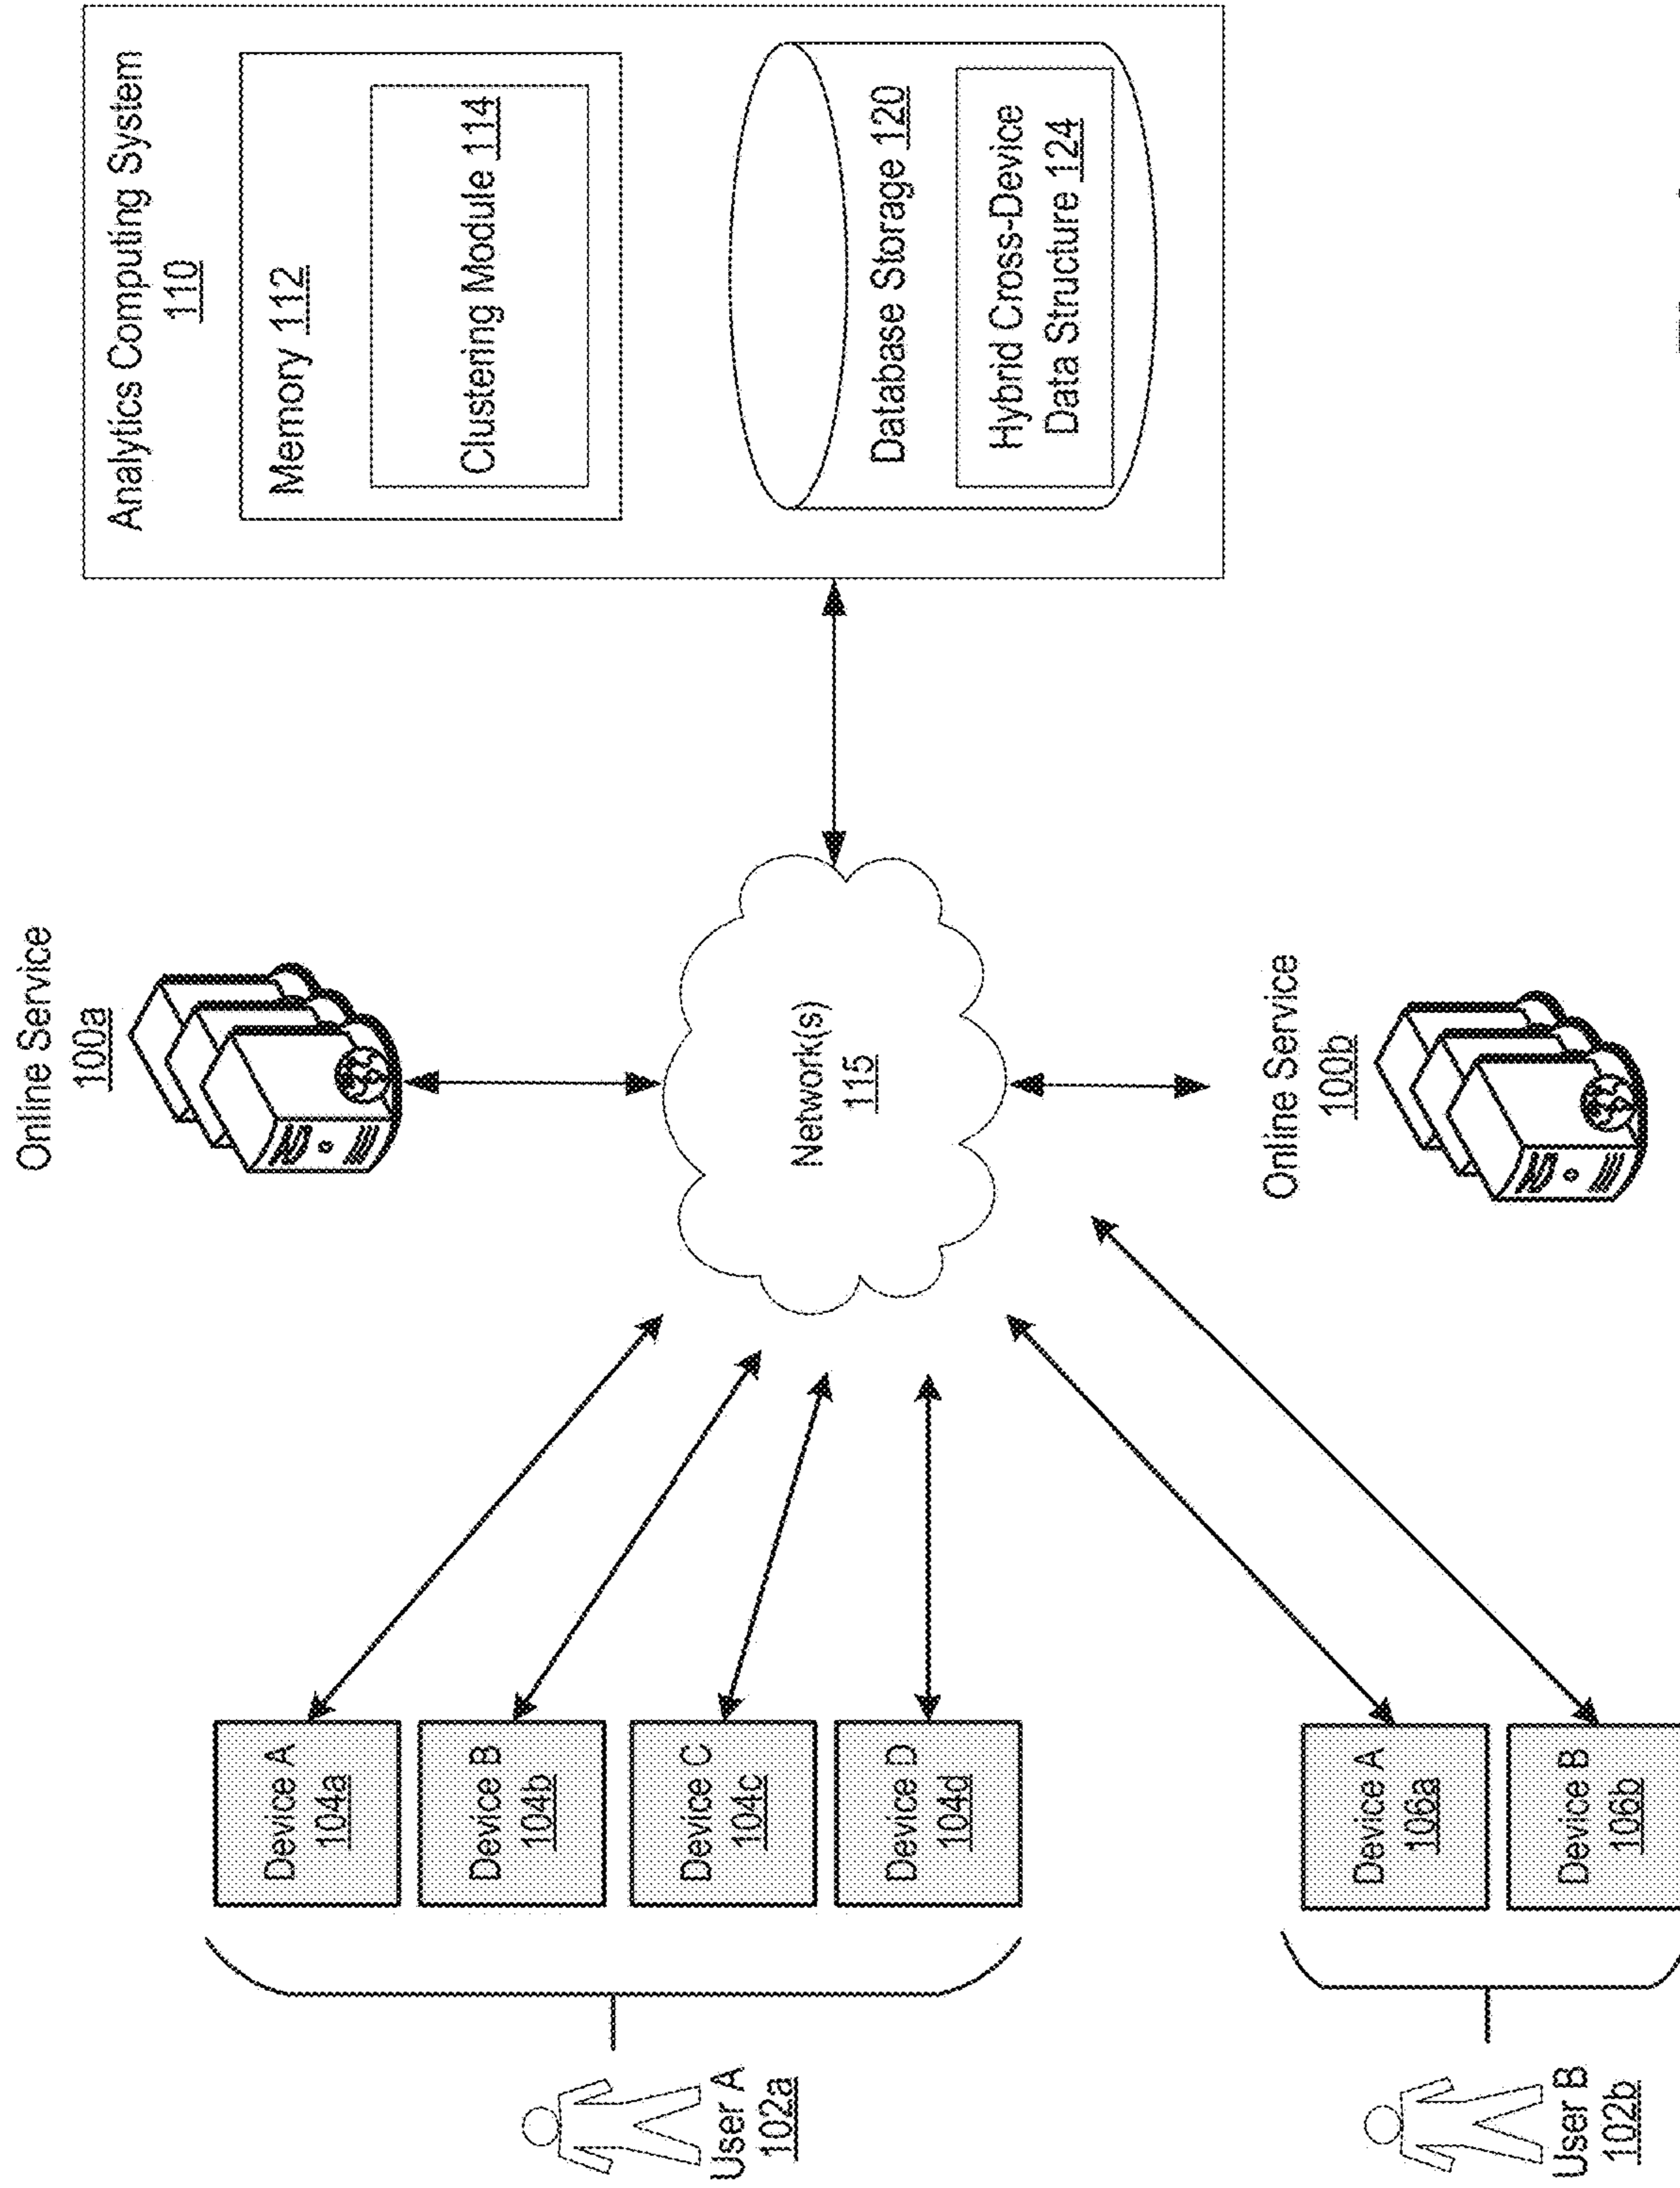 Online Service
100a
Analytics Computing System
110
Memory 112
Clustering Module 114
Database Storage 120
Hybrid Cross-Device
Data Structure 124
Network(s)
115
Online Service
100b
Device A
104a
Device B
104b
Device C
104c
Device D
104d
Device A
106a
Device B
106b
User A
102a
User B
102b